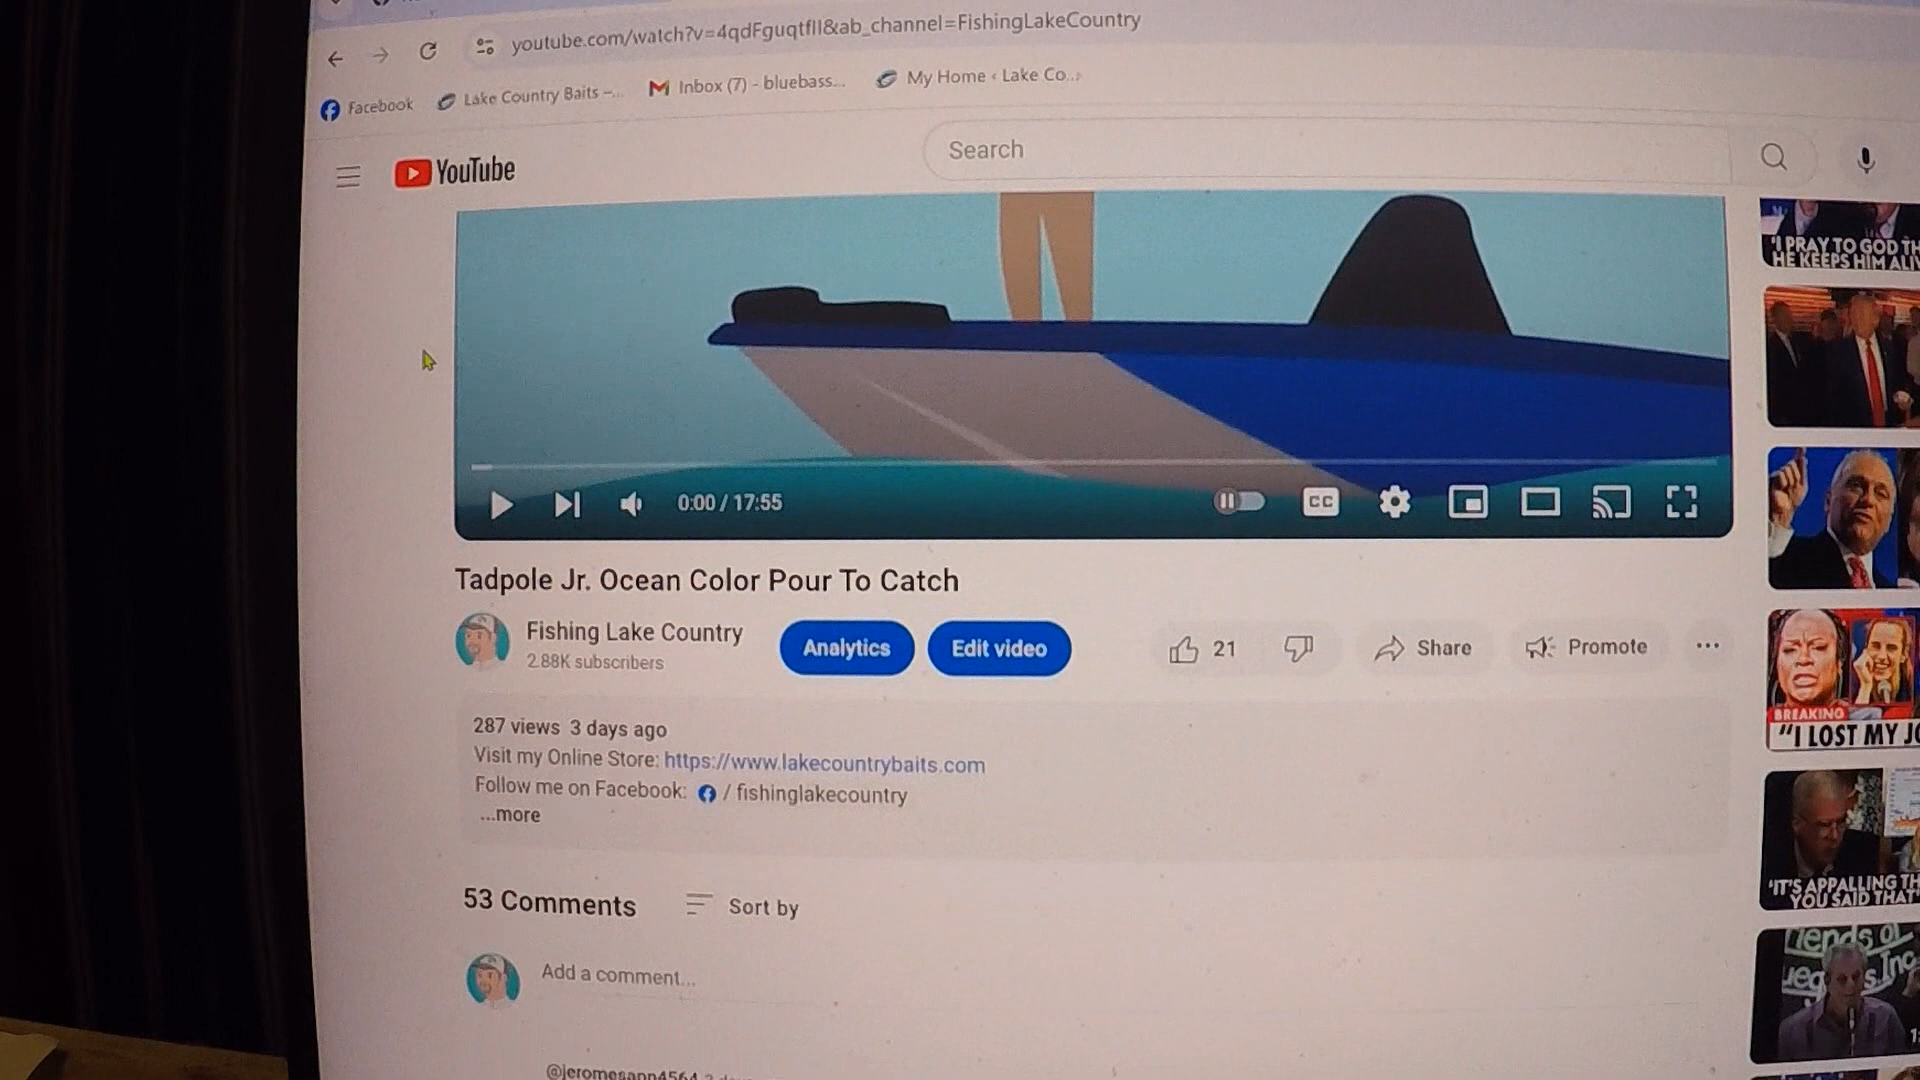 youtube.com/watch?v=4qdFguqtfII&ab_channel=FishingLakeCountry
Facebook
Lake Country Baits –...
Inbox (7) - bluebass...
My Home ‹ Lake Co...
YouTube
Search
"I PRAY TO GOD TH
HE KEEPS HIM ALIV
0:00 / 17:55
CC
Tadpole Jr. Ocean Color Pour To Catch
Fishing Lake Country
2.88K subscribers
Analytics
Edit video
21
Share
Promote
BREAKING
"I LOST MY JO
287 views 3 days ago
Visit my Online Store: https://www.lakecountrybaits.com
Follow me on Facebook: / fishinglakecountry
...more
'IT'S APPALLING TH
YOU SAID THAT
53 Comments
Sort by
Add a comment...